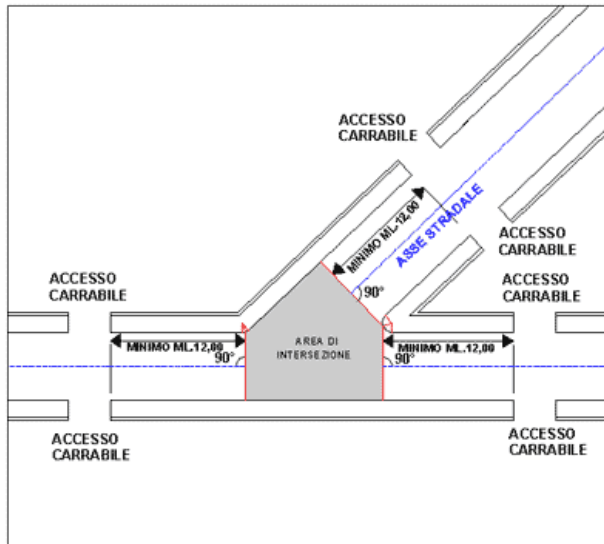 ACCESSO
CARRABILE
MINIMO ML.12,00
ASSE STRADALE
90°
ACCESSO
CARRABILE
ACCESSO
CARRABILE
ACCESSO
CARRABILE
MINIMO ML.12,00
90°
AREA DI
INTERSEZIONE
MINIMO ML.12,00
90°
ACCESSO
CARRABILE
ACCESSO
CARRABILE